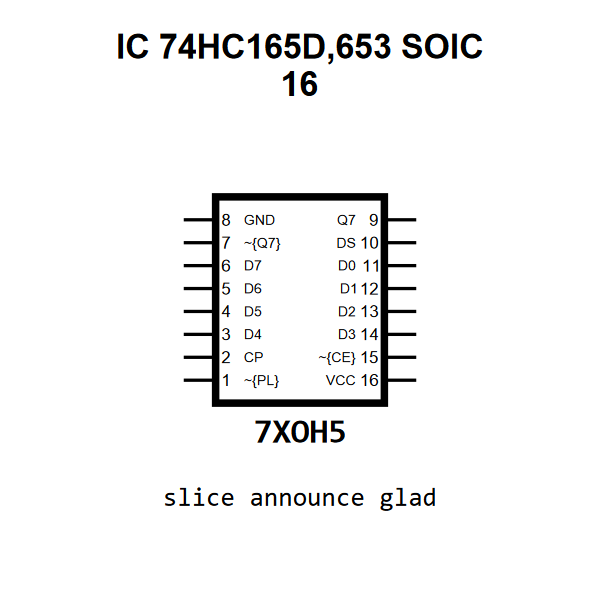 IC 74HC165D,653 SOIC
16
8 GND Q7 9
7 ~{Q7} DS 10
6 D7 D0 11
5 D6 D1 12
4 D5 D2 13
3 D4 D3 14
2 CP ~{CE} 15
1 ~{PL} VCC 16
7XOH5
slice announce glad